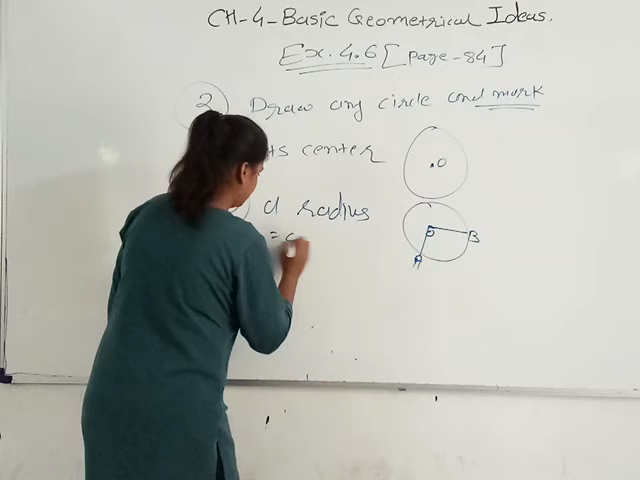 CH-4-Basic Geometrical Ideas.
Ex. 4.6 [page-84]
2 Draw any circle and mark
its center
.O
) a radius
O B
=
A